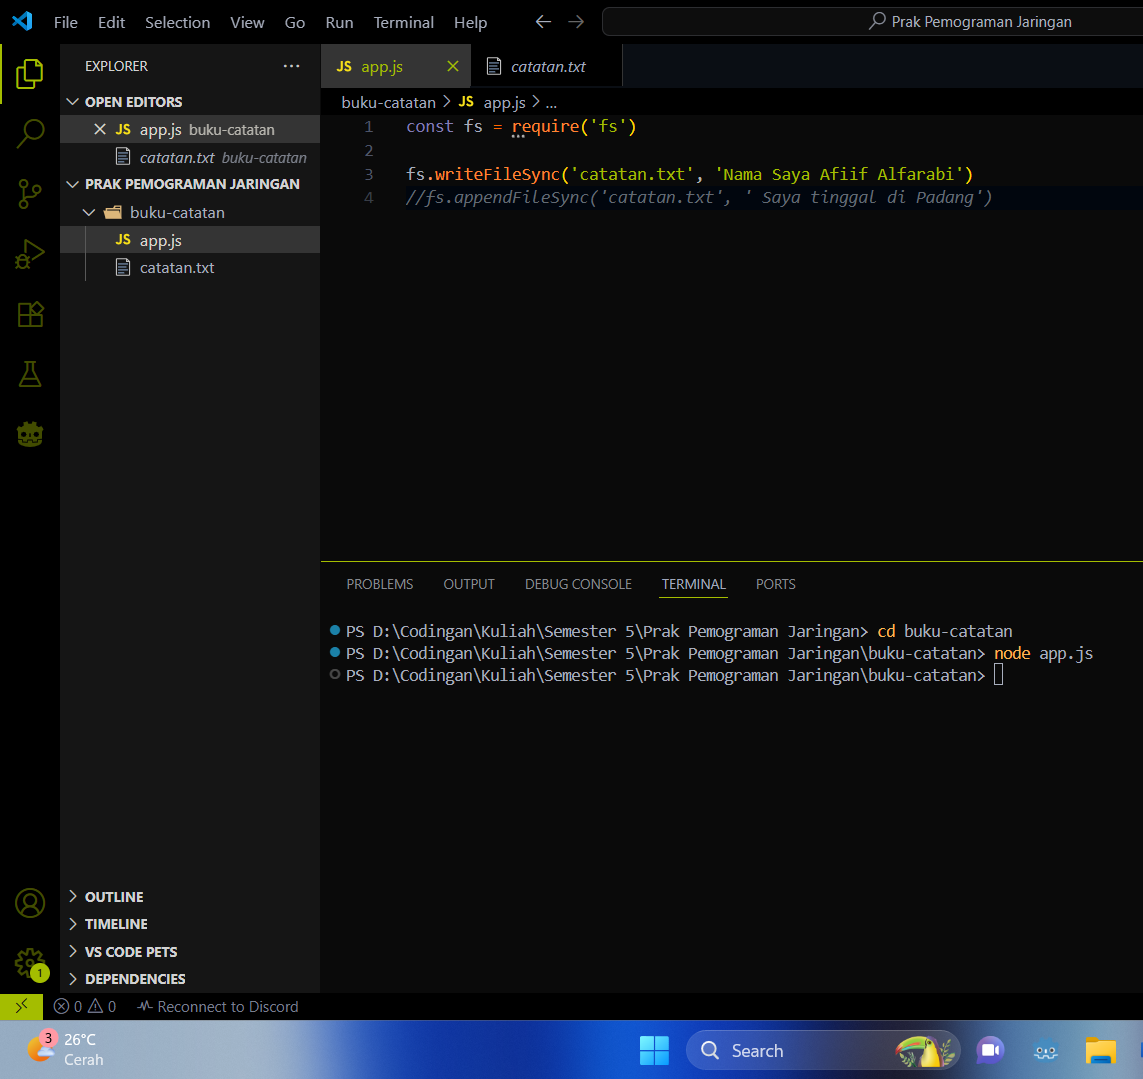 File Edit Selection View Go Run Terminal Help
Prak Pemograman Jaringan
EXPLORER
OPEN EDITORS
JS app.js buku-catatan
catatan.txt buku-catatan
PRAK PEMOGRAMAN JARINGAN
buku-catatan
JS app.js
catatan.txt
OUTLINE
TIMELINE
VS CODE PETS
DEPENDENCIES
JS app.js
catatan.txt
buku-catatan > JS app.js > ...
1 const fs = require('fs')
2
3 fs.writeFileSync('catatan.txt', 'Nama Saya Afiif Alfarabi')
4 //fs.appendFileSync('catatan.txt', ' Saya tinggal di Padang')
PROBLEMS OUTPUT DEBUG CONSOLE TERMINAL PORTS
PS D:\Codingan\Kuliah\Semester 5\Prak Pemograman Jaringan> cd buku-catatan
PS D:\Codingan\Kuliah\Semester 5\Prak Pemograman Jaringan\buku-catatan> node app.js
PS D:\Codingan\Kuliah\Semester 5\Prak Pemograman Jaringan\buku-catatan>
1
0 0 Reconnect to Discord
3
26°C
Cerah
Search